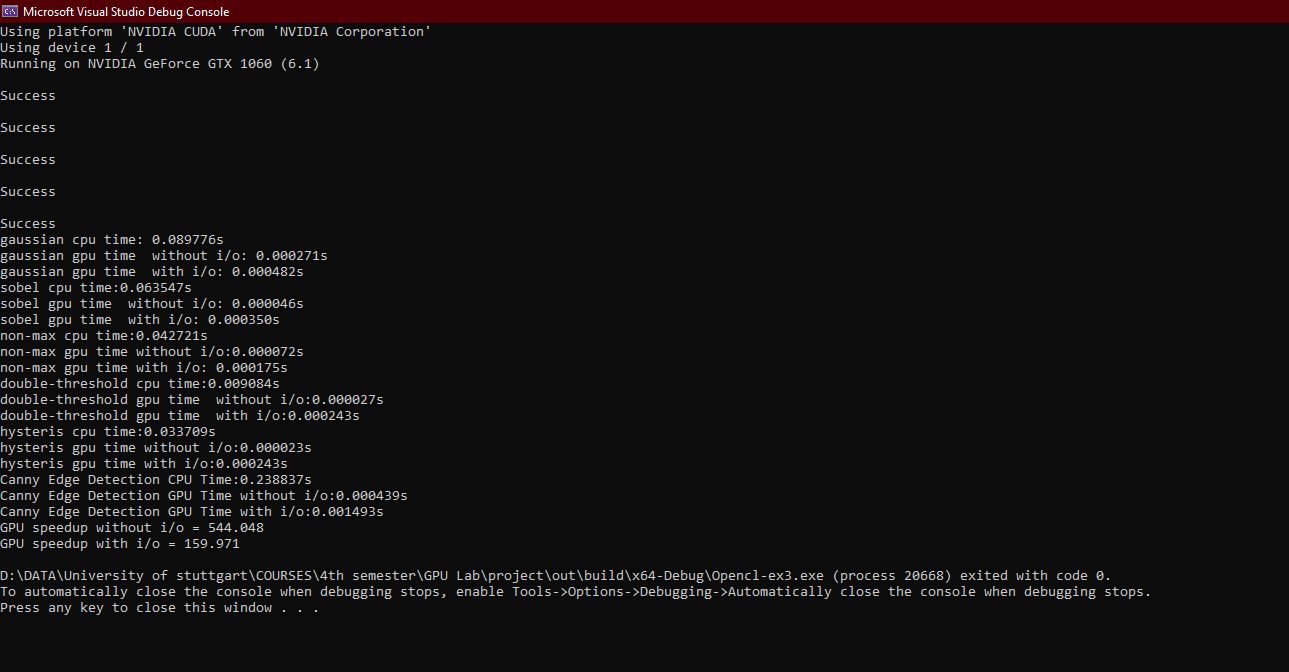 Microsoft Visual Studio Debug Console
Using platform 'NVIDIA CUDA' from 'NVIDIA Corporation'
Using device 1 / 1
Running on NVIDIA GeForce GTX 1060 (6.1)
Success
Success
Success
Success
Success
gaussian cpu time: 0.089776s
gaussian gpu time  without i/o: 0.000271s
gaussian gpu time  with i/o: 0.000482s
sobel cpu time:0.063547s
sobel gpu time  without i/o: 0.000046s
sobel gpu time  with i/o: 0.000350s
non-max cpu time:0.042721s
non-max gpu time without i/o:0.000072s
non-max gpu time with i/o: 0.000175s
double-threshold cpu time:0.009084s
double-threshold gpu time  without i/o:0.000027s
double-threshold gpu time  with i/o:0.000243s
hysteris cpu time:0.033709s
hysteris gpu time without i/o:0.000023s
hysteris gpu time with i/o:0.000243s
Canny Edge Detection CPU Time:0.238837s
Canny Edge Detection GPU Time without i/o:0.000439s
Canny Edge Detection GPU Time with i/o:0.001493s
GPU speedup without i/o = 544.048
GPU speedup with i/o = 159.971
D:\DATA\University of stuttgart\COURSES\4th semester\GPU Lab\project\out\build\x64-Debug\Opencl-ex3.exe (process 20668) exited with code 0.
To automatically close the console when debugging stops, enable Tools->Options->Debugging->Automatically close the console when debugging stops.
Press any key to close this window . . .